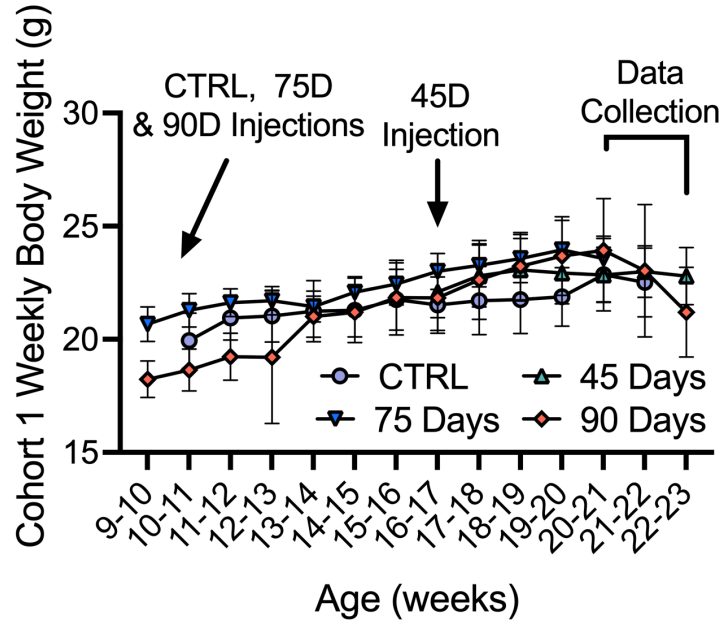 Cohort 1 Weekly Body Weight (g)
30
25
20
15
CTRL, 75D
& 90D Injections
45D
Injection
Data
Collection
CTRL
45 Days
75 Days
90 Days
9-10
10-11
11-12
12-13
13-14
14-15
15-16
16-17
17-18
18-19
19-20
20-21
21-22
22-23
Age (weeks)